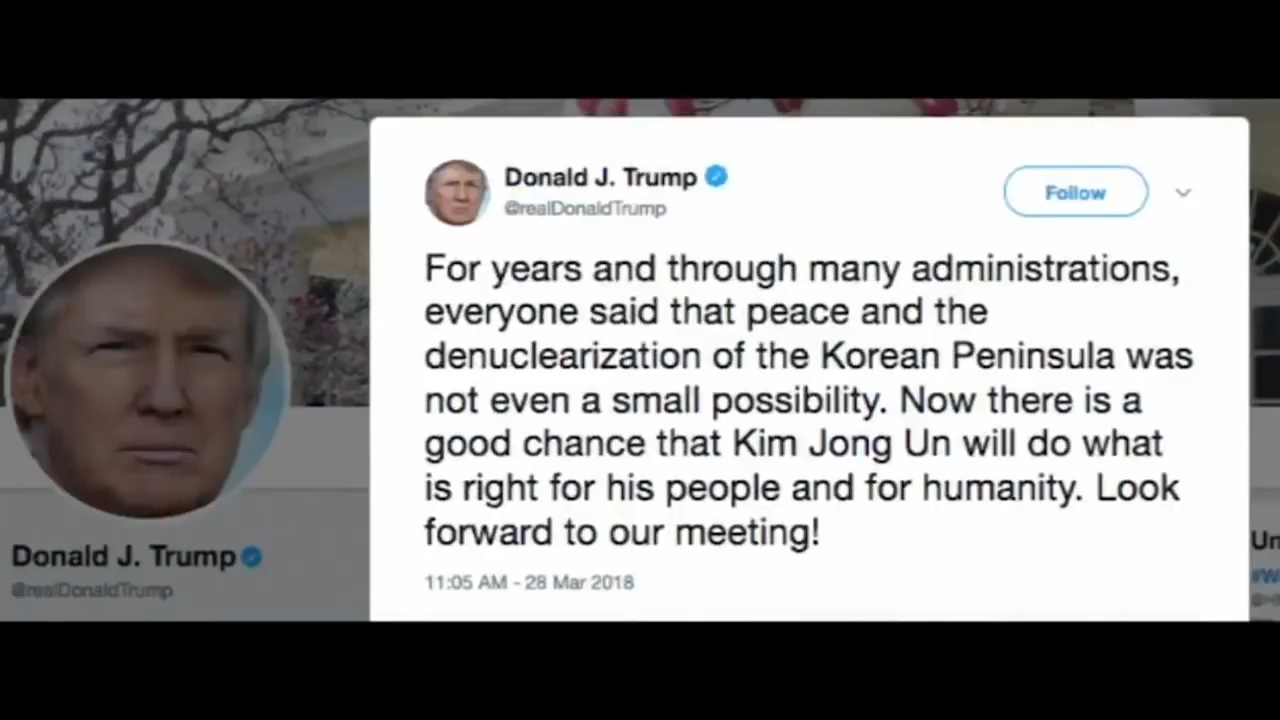 Donald J. Trump
@realDonaldTrump
Follow
For years and through many administrations,
everyone said that peace and the
denuclearization of the Korean Peninsula was
not even a small possibility. Now there is a
good chance that Kim Jong Un will do what
is right for his people and for humanity. Look
forward to our meeting!
11:05 AM - 28 Mar 2018
Donald J. Trump
@realDonaldTrump
Un